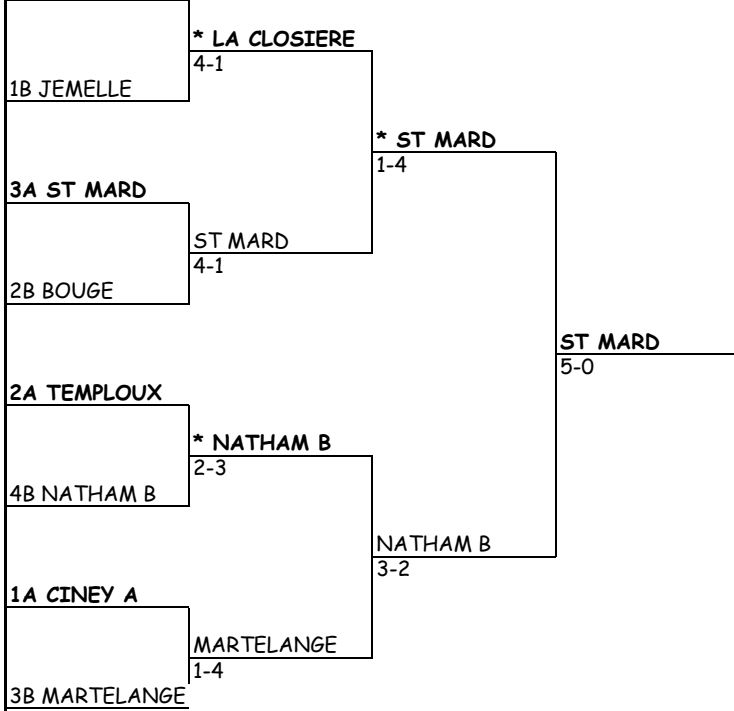 * LA CLOSIERE
4-1
1B JEMELLE
* ST MARD
1-4
3A ST MARD
ST MARD
4-1
2B BOUGE
ST MARD
5-0
2A TEMPLOUX
* NATHAM B
2-3
4B NATHAM B
NATHAM B
3-2
1A CINEY A
MARTELANGE
1-4
3B MARTELANGE